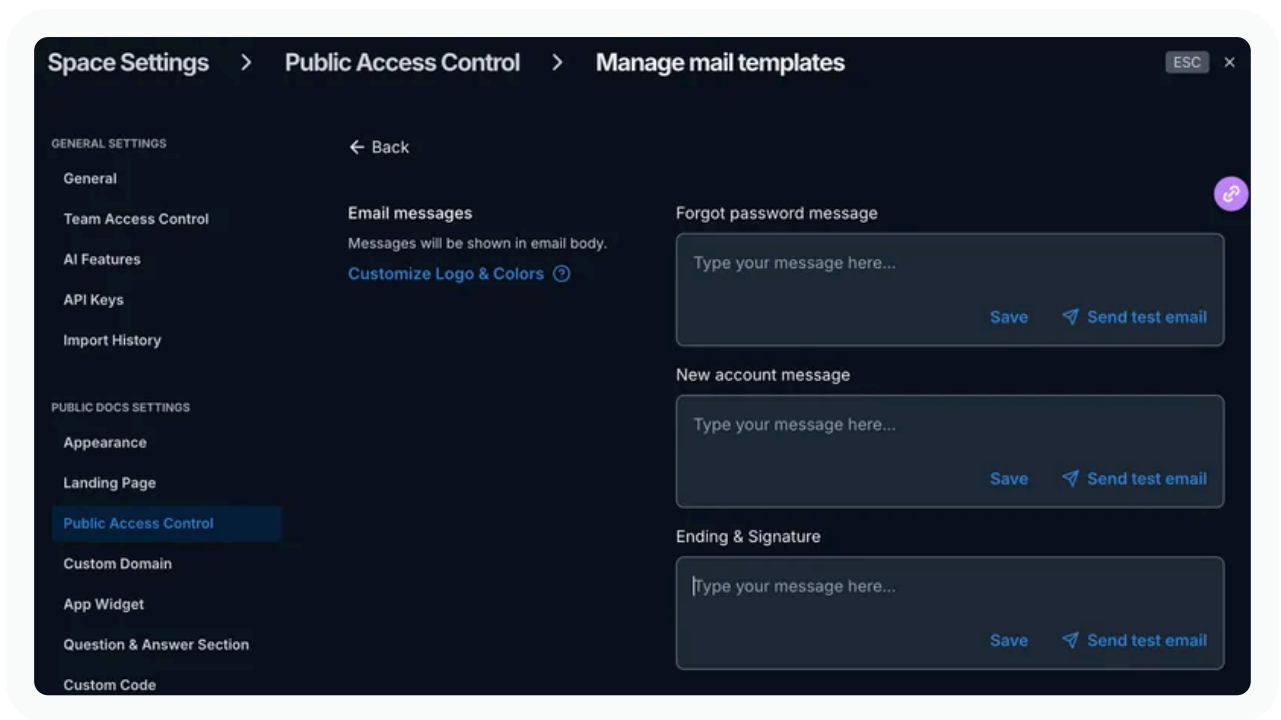 Space Settings > Public Access Control > Manage mail templates ESC ×
GENERAL SETTINGS
General
Team Access Control
AI Features
API Keys
Import History
PUBLIC DOCS SETTINGS
Appearance
Landing Page
Public Access Control
Custom Domain
App Widget
Question & Answer Section
Custom Code
← Back
Email messages
Messages will be shown in email body.
Customize Logo & Colors ?
Forgot password message
Type your message here...
Save Send test email
New account message
Type your message here...
Save Send test email
Ending & Signature
Type your message here...
Save Send test email